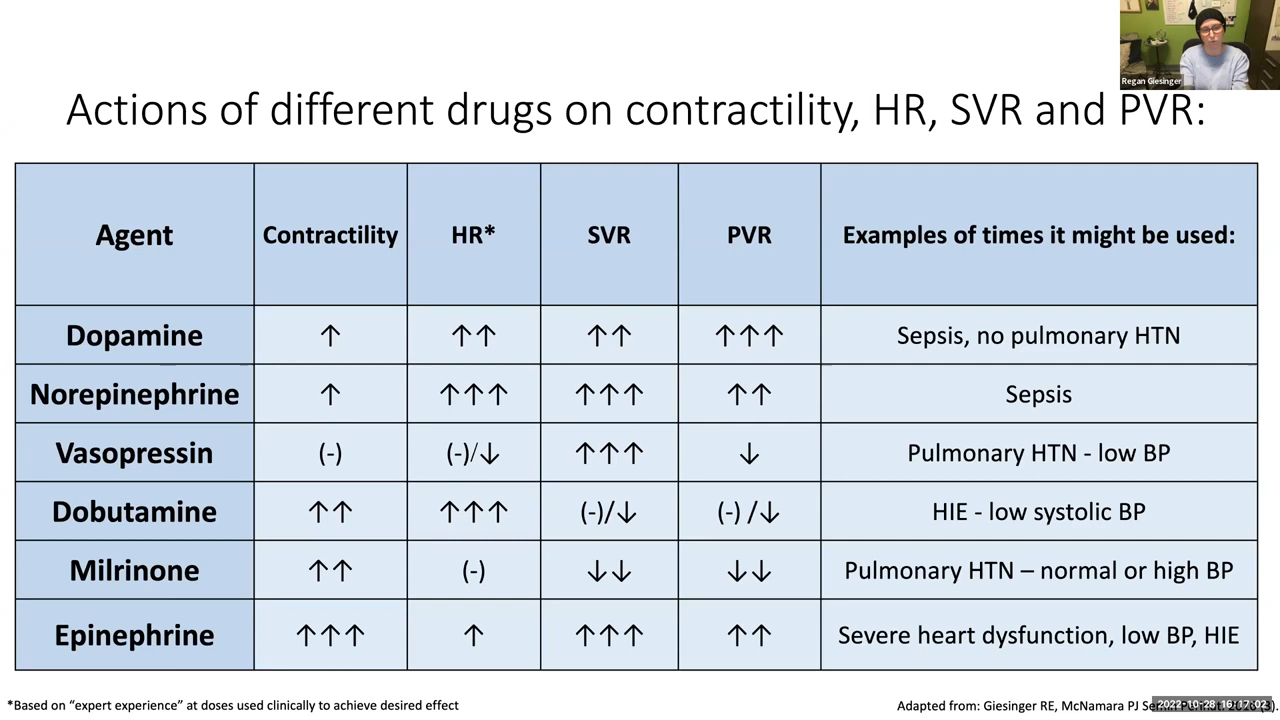 Regan Giesinger
Actions of different drugs on contractility, HR, SVR and PVR:
Agent Contractility HR* SVR PVR Examples of times it might be used:
Dopamine ↑ ↑↑ ↑↑ ↑↑↑ Sepsis, no pulmonary HTN
Norepinephrine ↑ ↑↑↑ ↑↑↑ ↑↑ Sepsis
Vasopressin (-) (-)/↓ ↑↑↑ ↓ Pulmonary HTN - low BP
Dobutamine ↑↑ ↑↑↑ (-)/↓ (-) /↓ HIE - low systolic BP
Milrinone ↑↑ (-) ↓↓ ↓↓ Pulmonary HTN – normal or high BP
Epinephrine ↑↑↑ ↑ ↑↑↑ ↑↑ Severe heart dysfunction, low BP, HIE
*Based on “expert experience” at doses used clinically to achieve desired effect
Adapted from: Giesinger RE, McNamara PJ
2022-10-28 16:17:02